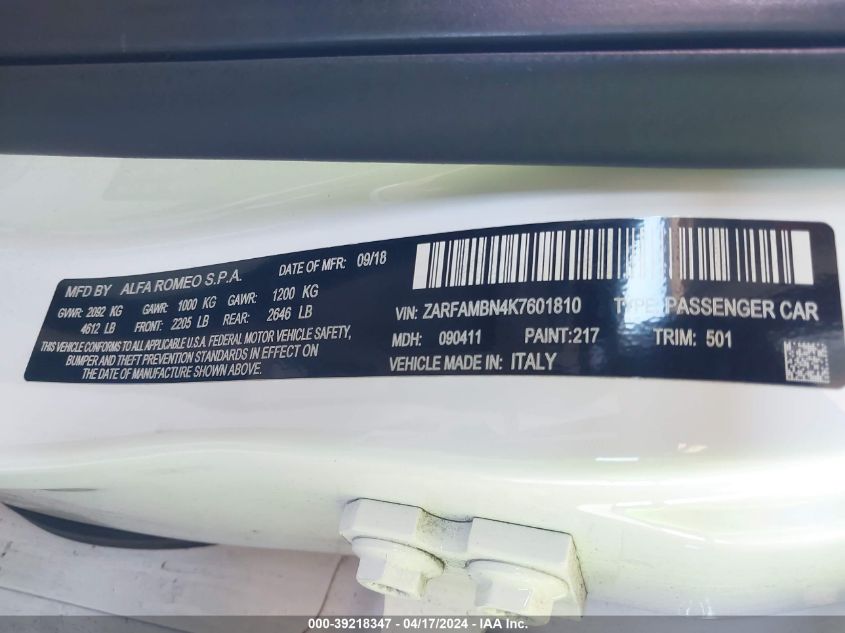 MFD BY ALFA ROMEO S.P.A. DATE OF MFR: 09/18
GVWR: 2092 KG GAWR: 1000 KG GAWR: 1200 KG
4612 LB FRONT: 2205 LB REAR: 2646 LB
THIS VEHICLE CONFORMS TO ALL APPLICABLE U.S.A. FEDERAL MOTOR VEHICLE SAFETY,
BUMPER AND THEFT PREVENTION STANDARDS IN EFFECT ON
THE DATE OF MANUFACTURE SHOWN ABOVE.
VIN: ZARFAMBN4K7601810 TYPE: PASSENGER CAR
MDH: 090411 PAINT:217 TRIM: 501
VEHICLE MADE IN: ITALY
000-39218347 - 04/17/2024 - IAA Inc.